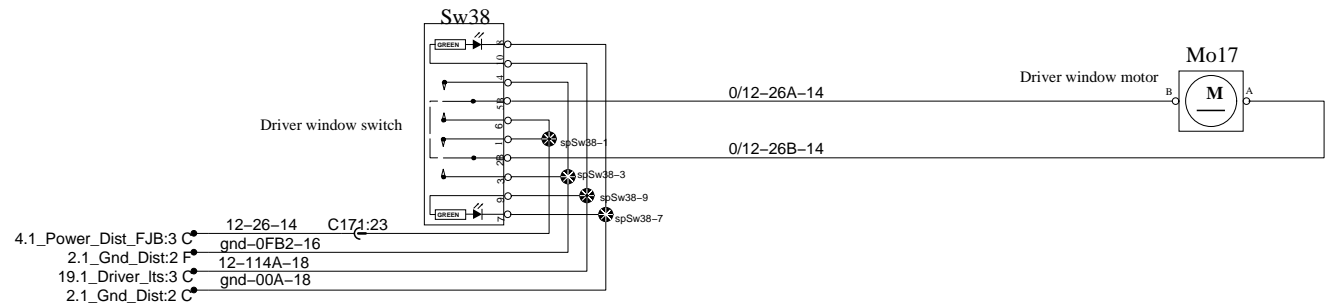 Sw38
GREEN
8
10
4
5B
6
1
2B
3
9
7
GREEN
Driver window switch
0/12−26A−14
0/12−26B−14
Mo17
Driver window motor
B
M
A
spSw38−1
spSw38−3
spSw38−9
spSw38−7
12−26−14
C171:23
4.1_Power_Dist_FJB:3 C
gnd−0FB2−16
2.1_Gnd_Dist:2 F
12−114A−18
19.1_Driver_lts:3 C
gnd−00A−18
2.1_Gnd_Dist:2 C